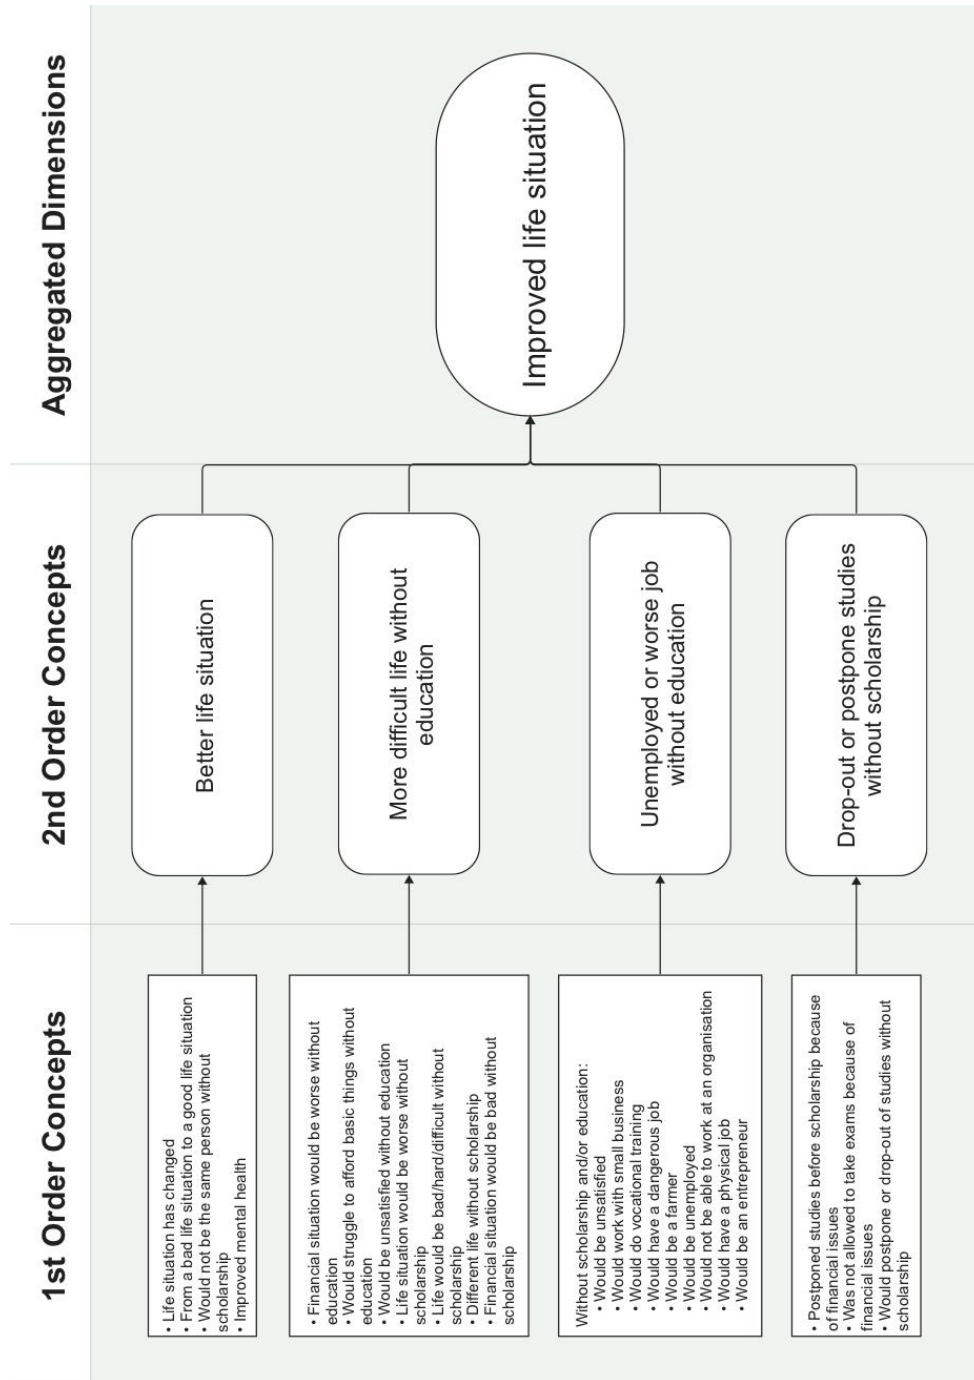 1st Order Concepts
2nd Order Concepts
Aggregated Dimensions
• Life situation has changed
• From a bad life situation to a good life situation
• Would not be the same person without
scholarship
• Improved mental health
Better life situation
• Financial situation would be worse without
education
• Would struggle to afford basic things without
education
• Would be unsatisfied without education
• Life situation would be worse without
scholarship
• Life would be bad/hard/difficult without
scholarship
• Different life without scholarship
• Financial situation would be bad without
scholarship
More difficult life without
education
Improved life situation
Without scholarship and/or education:
• Would be unsatisfied
• Would work with small business
• Would do vocational training
• Would have a dangerous job
• Would be a farmer
• Would be unemployed
• Would not be able to work at an organisation
• Would have a physical job
• Would be an entrepreneur
Unemployed or worse job
without education
• Postponed studies before scholarship because
of financial issues
• Was not allowed to take exams because of
financial issues
• Would postpone or drop-out of studies without
scholarship
Drop-out or postpone studies
without scholarship